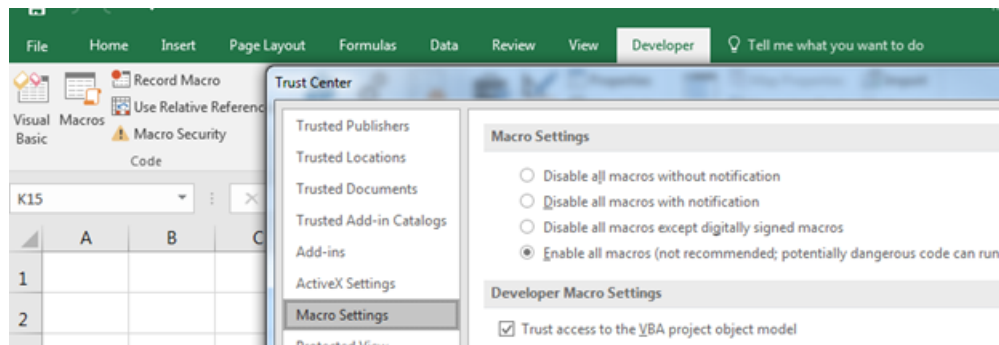 File Home Insert Page Layout Formulas Data Review View Developer Tell me what you want to do
Visual Basic
Macros
Record Macro
Use Relative Referenc
Macro Security
Code
Trust Center
Trusted Publishers
Trusted Locations
Trusted Documents
Trusted Add-in Catalogs
Add-ins
ActiveX Settings
Macro Settings
Protected View
Macro Settings
Disable all macros without notification
Disable all macros with notification
Disable all macros except digitally signed macros
Enable all macros (not recommended; potentially dangerous code can run
Developer Macro Settings
Trust access to the VBA project object model
K15
A B C
1
2